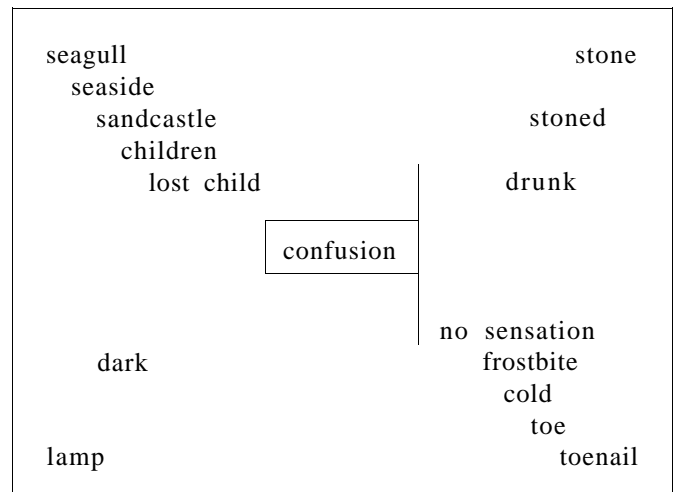 seagull stone
seaside
sandcastle stoned
children
lost child drunk
confusion
no sensation
dark frostbite
cold
toe
lamp toenail